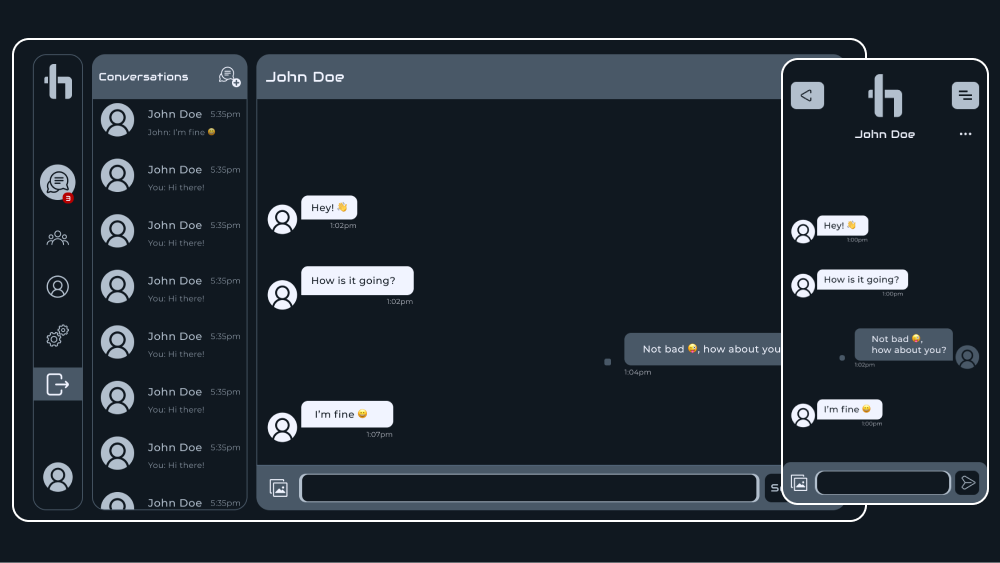 Conversations
3
John Doe 5:35pm
John: I'm fine 😄
John Doe 5:35pm
You: Hi there!
John Doe 5:35pm
You: Hi there!
John Doe 5:35pm
You: Hi there!
John Doe 5:35pm
You: Hi there!
John Doe 5:35pm
You: Hi there!
John Doe 5:35pm
You: Hi there!
John Doe 5:35pm
John Doe
Hey! 👋
1:02pm
How is it going?
1:02pm
Not bad 😜, how about you
1:04pm
I'm fine 😄
1:07pm
John Doe
Hey! 👋
1:00pm
How is it going?
1:00pm
Not bad 😜,
how about you?
1:02pm
I'm fine 😄
1:00pm